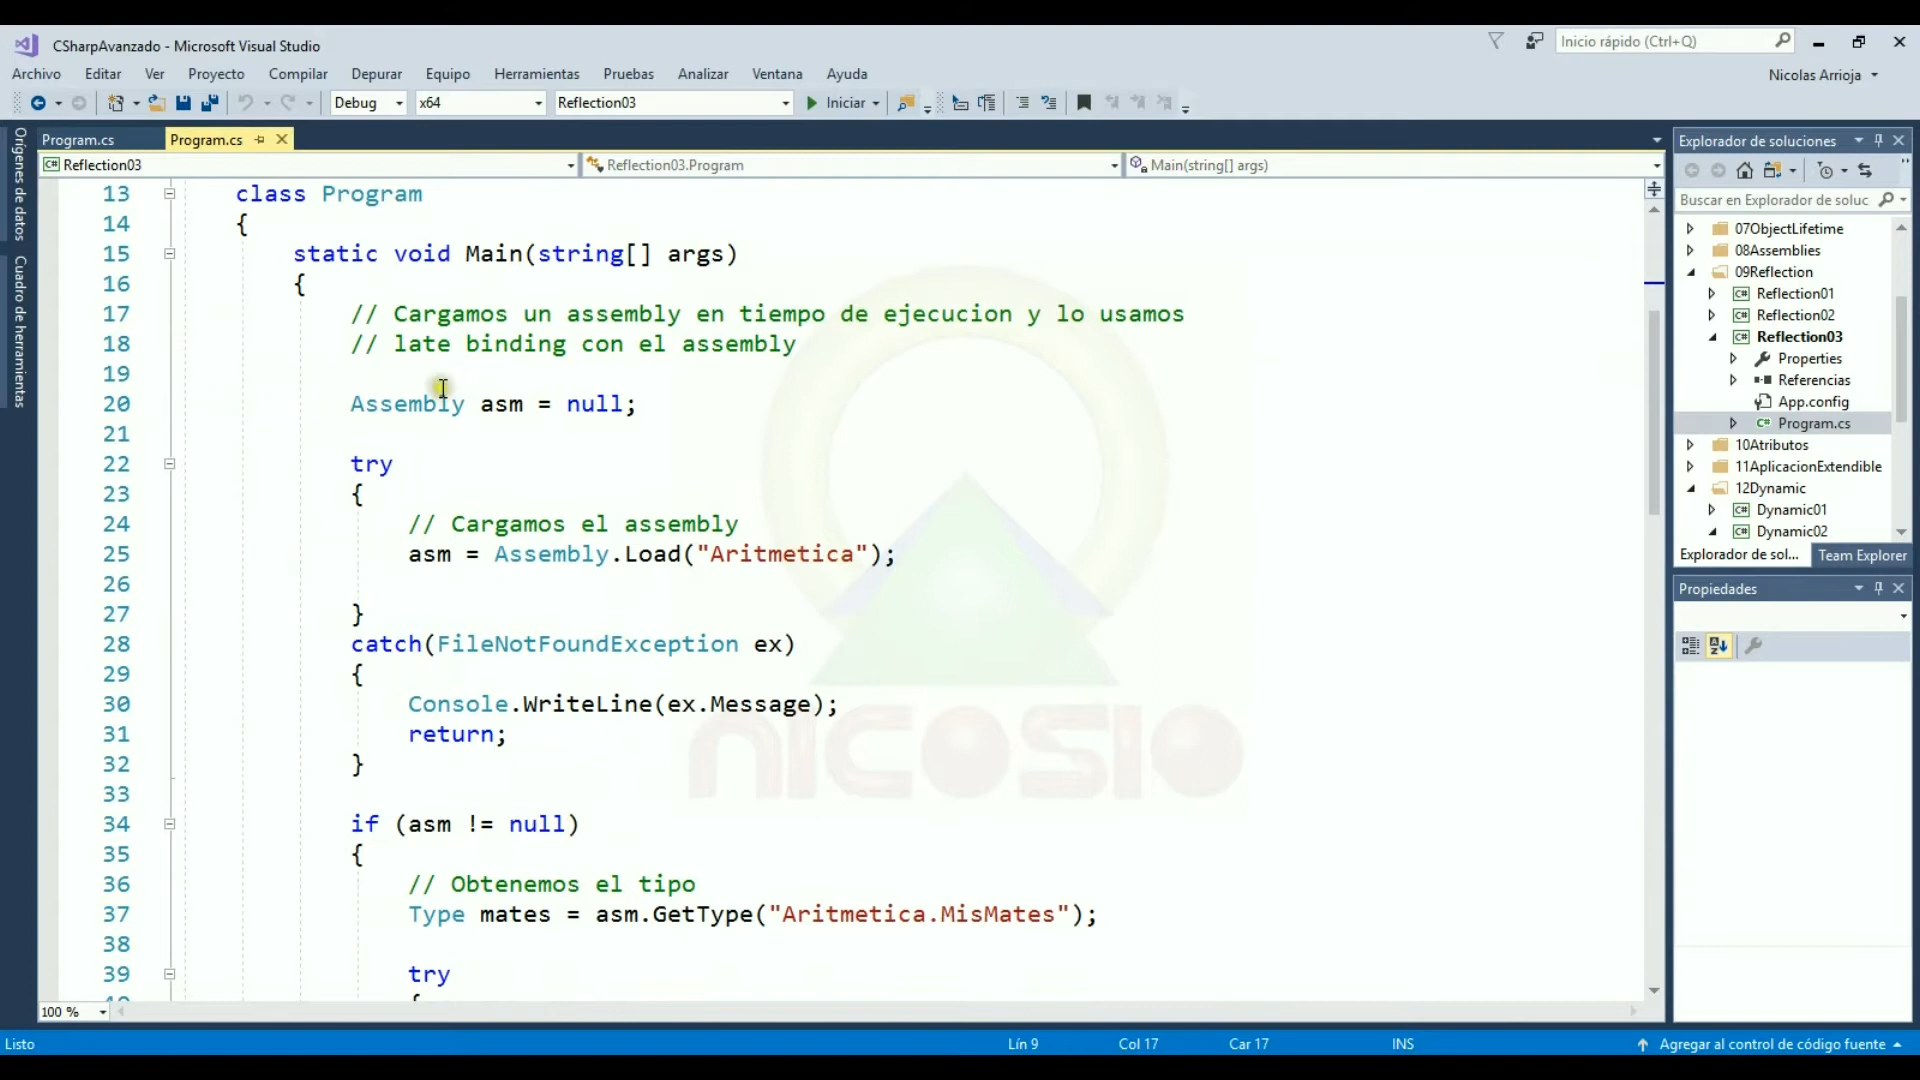 CSharpAvanzado - Microsoft Visual Studio
Inicio rápido (Ctrl+Q)
Archivo Editar Ver Proyecto Compilar Depurar Equipo Herramientas Pruebas Analizar Ventana Ayuda
Nicolas Arrioja
Debug x64 Reflection03 Iniciar
Orígenes de datos
Cuadro de herramientas
Program.cs Program.cs
Reflection03 Reflection03.Program Main(string[] args)
13 class Program
14 {
15 static void Main(string[] args)
16 {
17 // Cargamos un assembly en tiempo de ejecucion y lo usamos
18 // late binding con el assembly
19
20 Assembly asm = null;
21
22 try
23 {
24 // Cargamos el assembly
25 asm = Assembly.Load("Aritmetica");
26
27 }
28 catch(FileNotFoundException ex)
29 {
30 Console.WriteLine(ex.Message);
31 return;
32 }
33
34 if (asm != null)
35 {
36 // Obtenemos el tipo
37 Type mates = asm.GetType("Aritmetica.MisMates");
38
39 try
{
NICOSIO
100 %
Explorador de soluciones
Buscar en Explorador de soluc
07ObjectLifetime
08Assemblies
09Reflection
C# Reflection01
C# Reflection02
C# Reflection03
Properties
Referencias
App.config
C# Program.cs
10Atributos
11AplicacionExtendible
12Dynamic
C# Dynamic01
C# Dynamic02
Explorador de sol... Team Explorer
Propiedades
Listo Lín 9 Col 17 Car 17 INS Agregar al control de código fuente